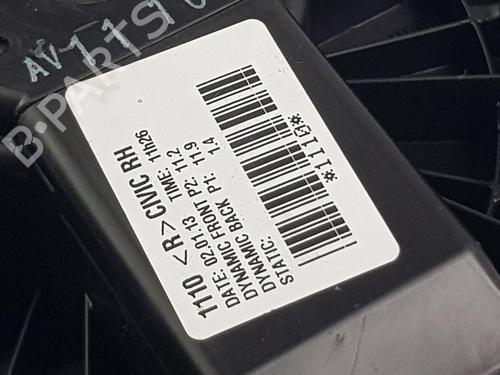 AV
B-PARTS
1110 <R> CIVIC RH
DATE: 02.01.13 TIME: 11h26
DYNAMIC FRONT P2: 11.2
DYNAMIC BACK P1: 11.9
STATIC: 1.4
*1110*